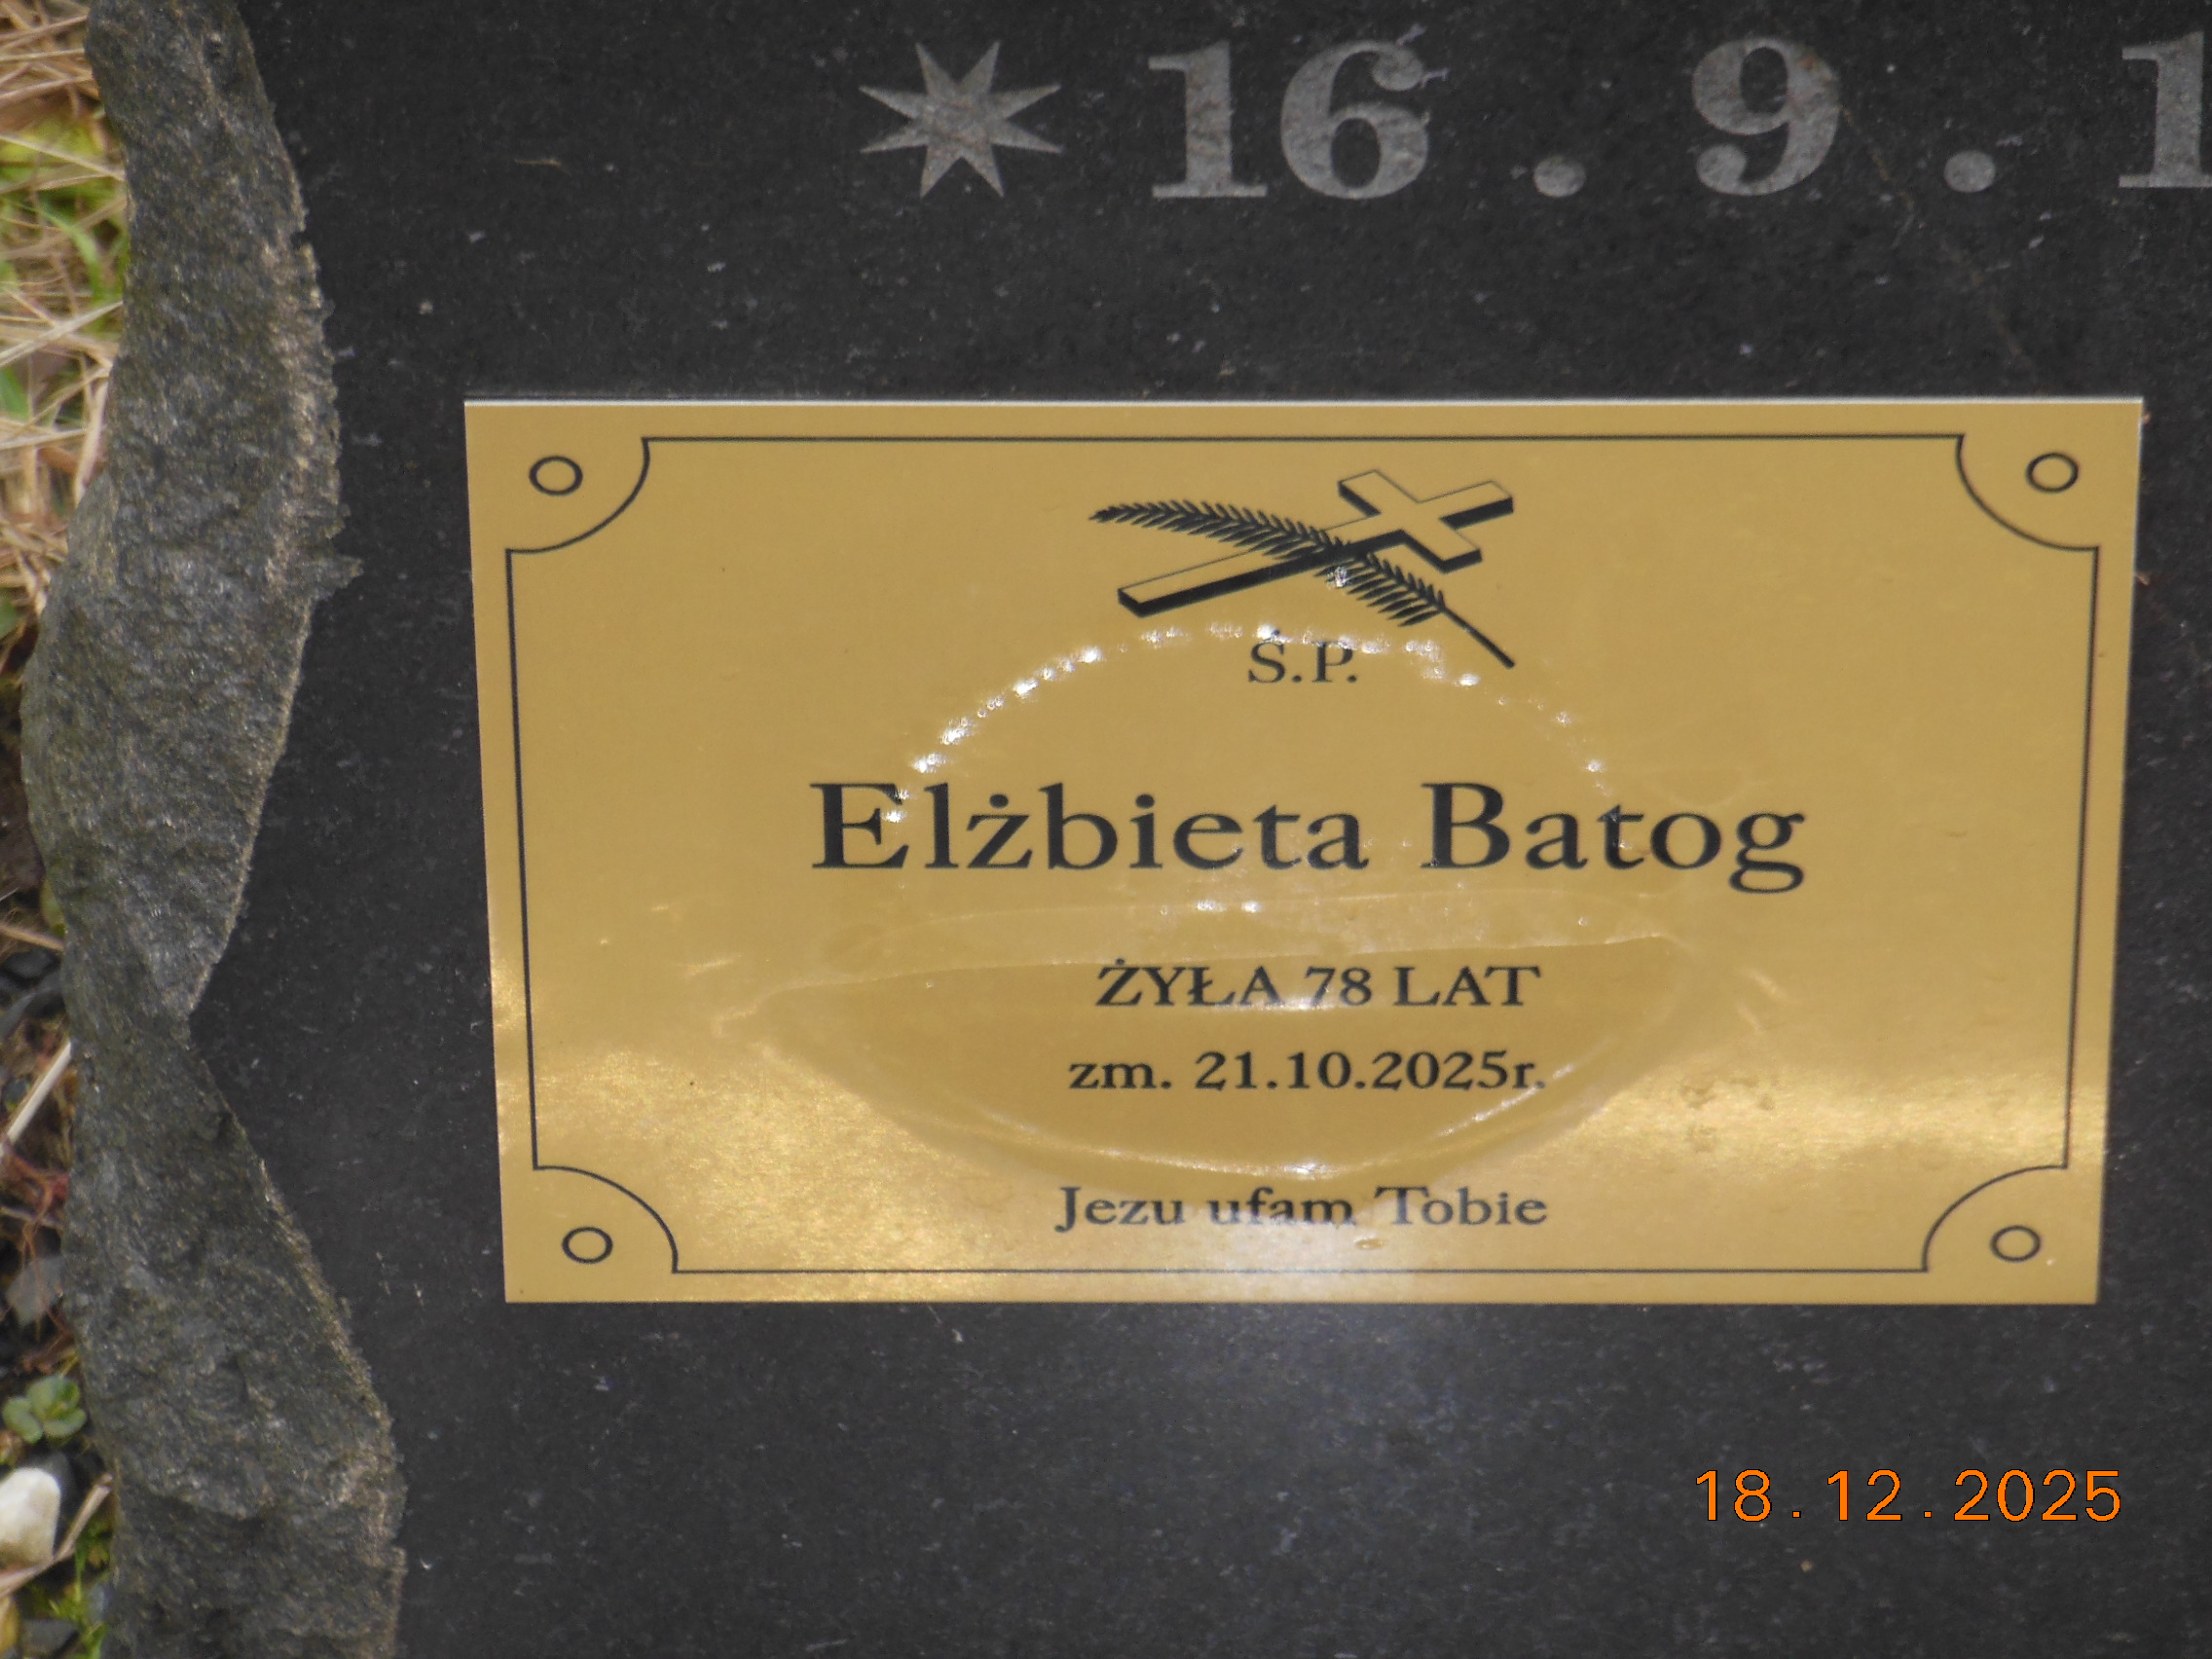 * 16 . 9 . 1
Ś.P.
Elżbieta Batog
ŻYŁA 78 LAT
zm. 21.10.2025r.
Jezu ufam Tobie
18.12.2025